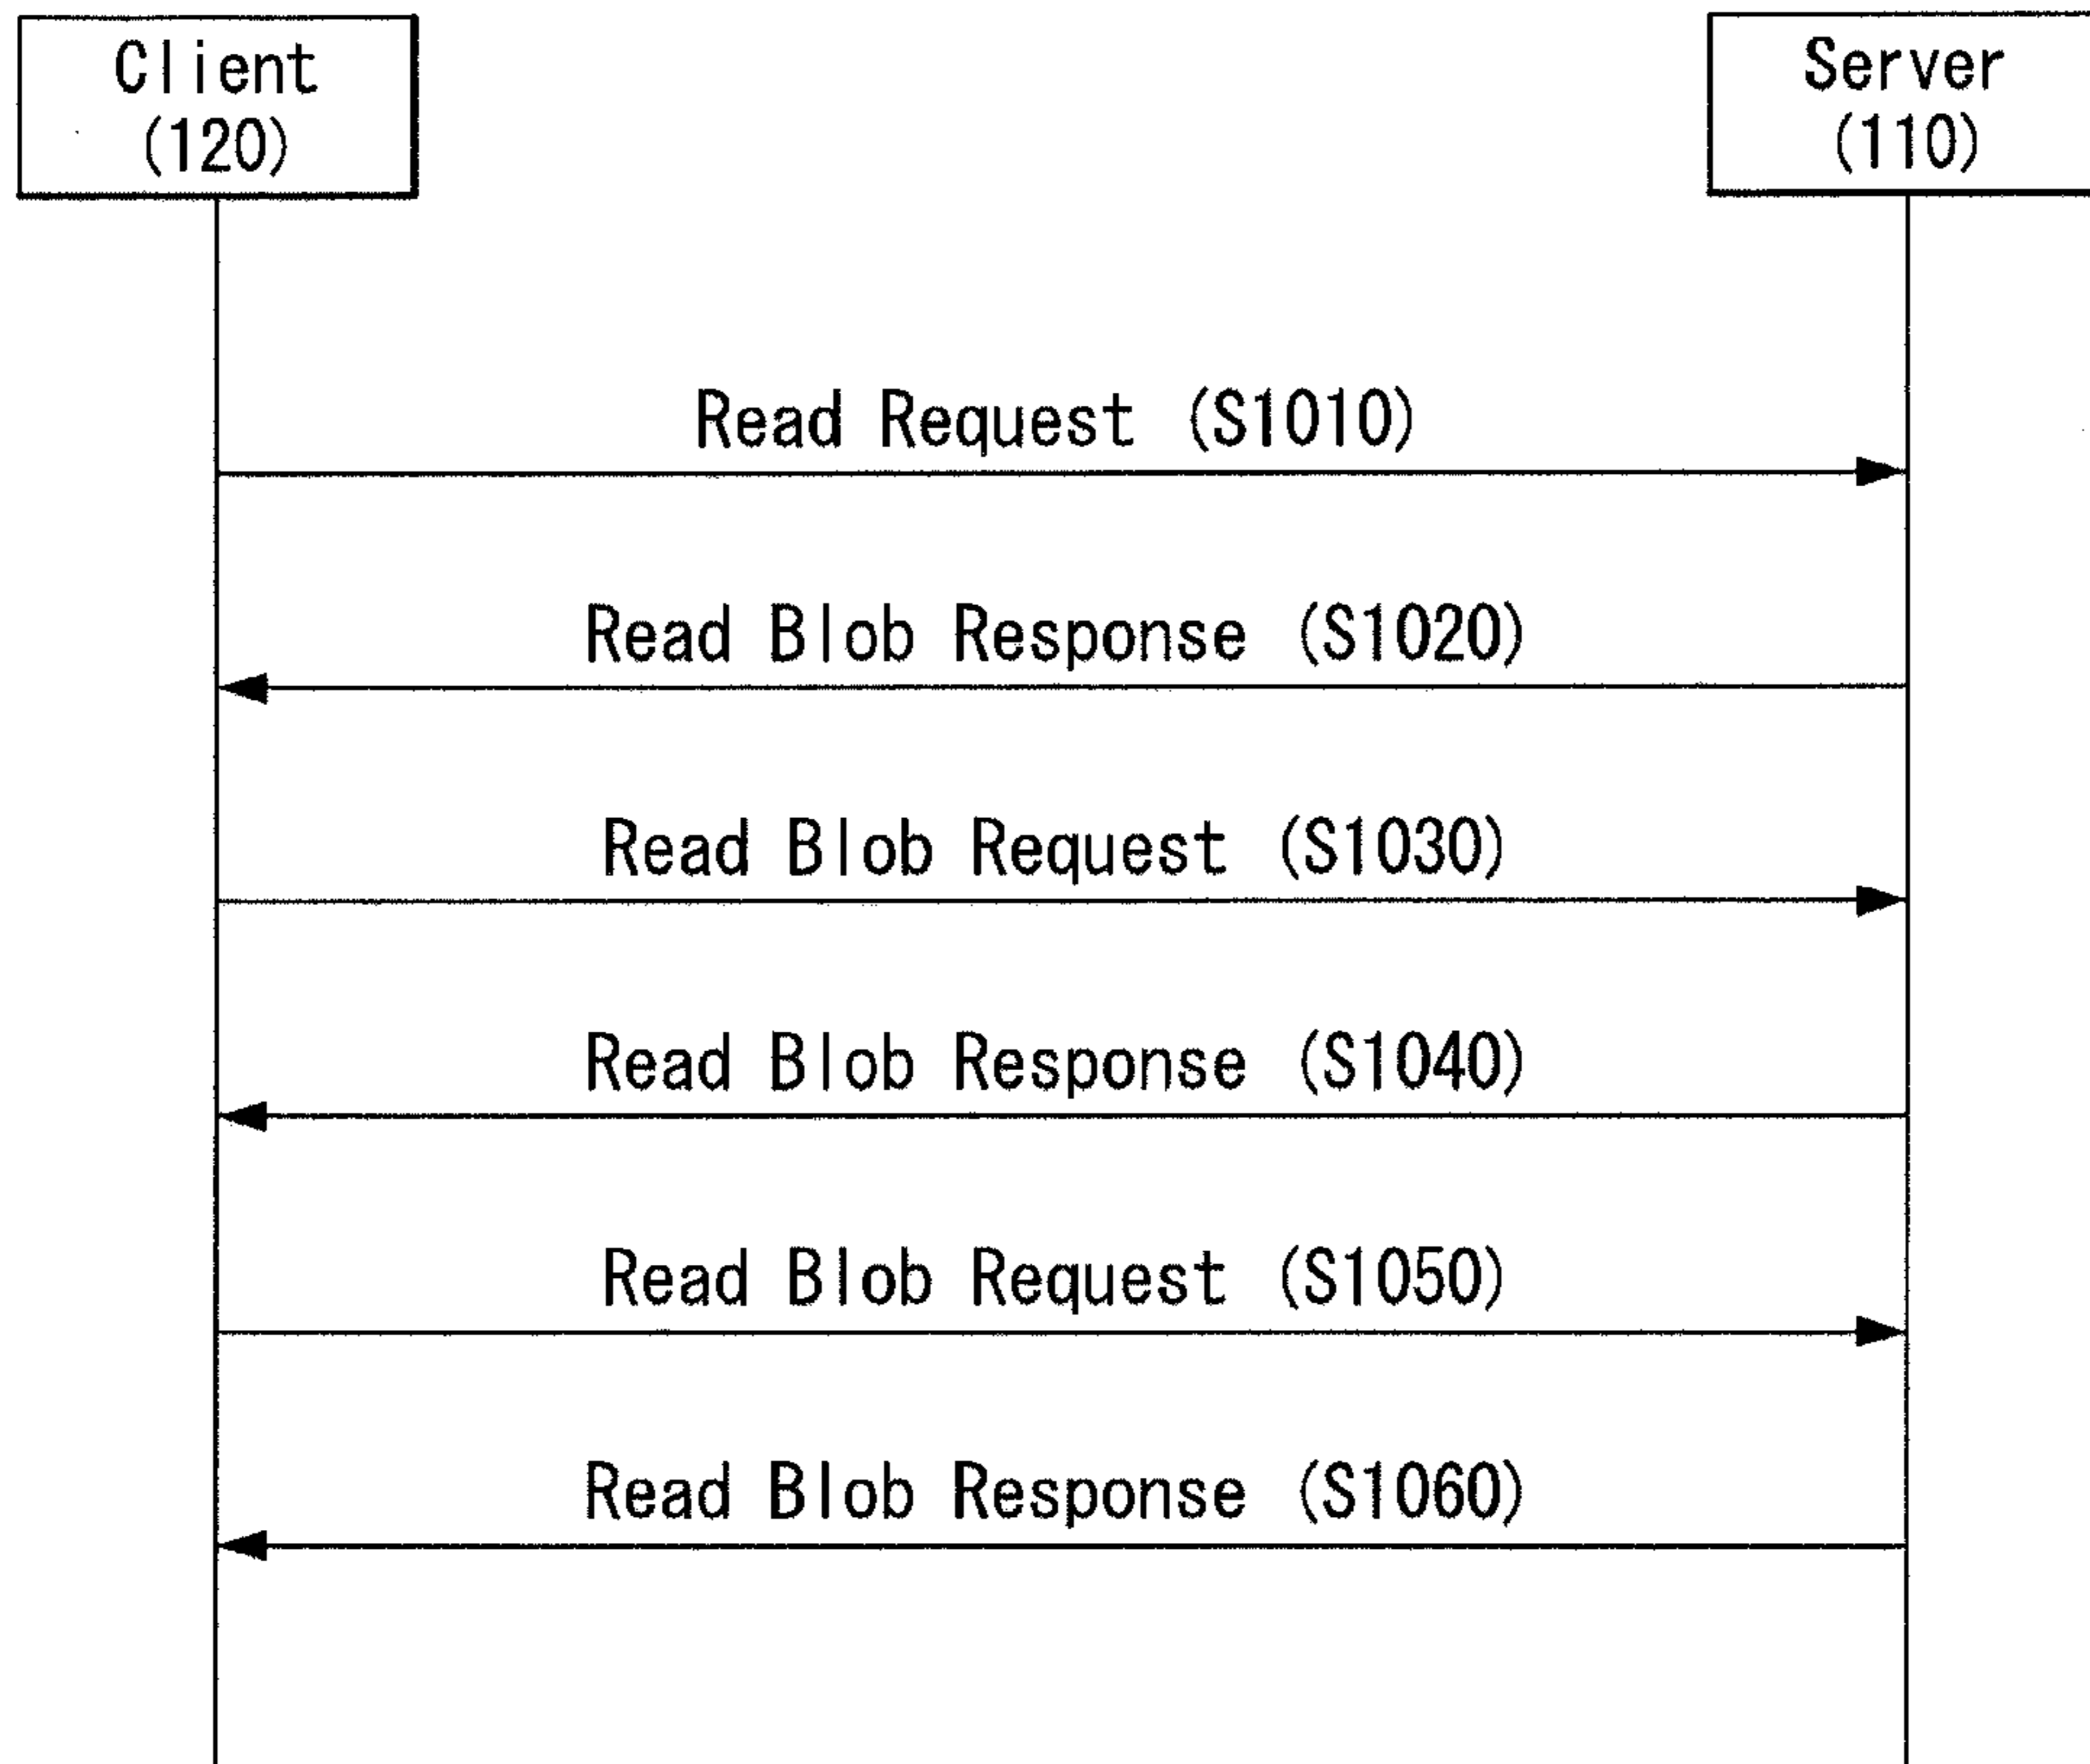 Client
(120)
Server
(110)
Read Request (S1010)
Read Blob Response (S1020)
Read Blob Request (S1030)
Read Blob Response (S1040)
Read Blob Request (S1050)
Read Blob Response (S1060)